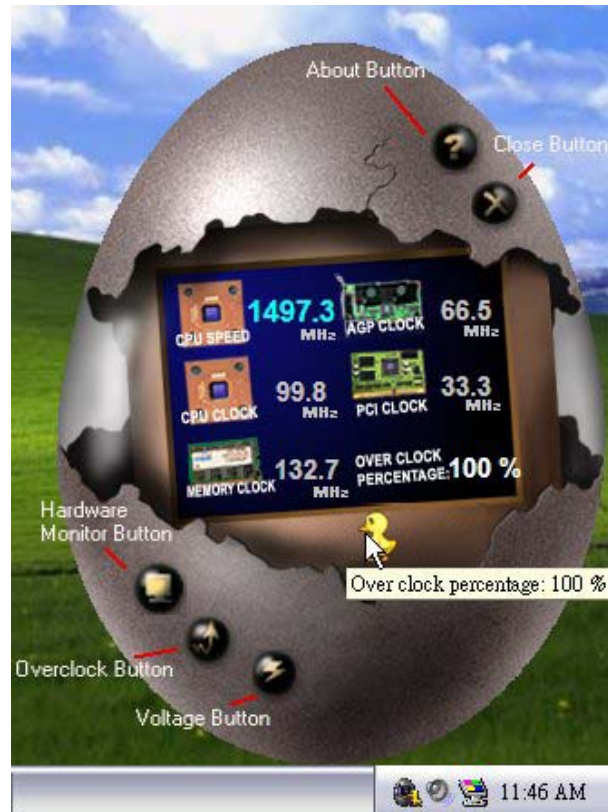 About Button
Close Button
1497.3
MHz
CPU SPEED
66.5
MHz
AGP CLOCK
99.8
MHz
CPU CLOCK
33.3
MHz
PCI CLOCK
132.7
MHz
MEMORY CLOCK
OVER CLOCK
PERCENTAGE:100 %
Hardware
Monitor Button
Over clock percentage: 100 %
Overclock Button
Voltage Button
11:46 AM